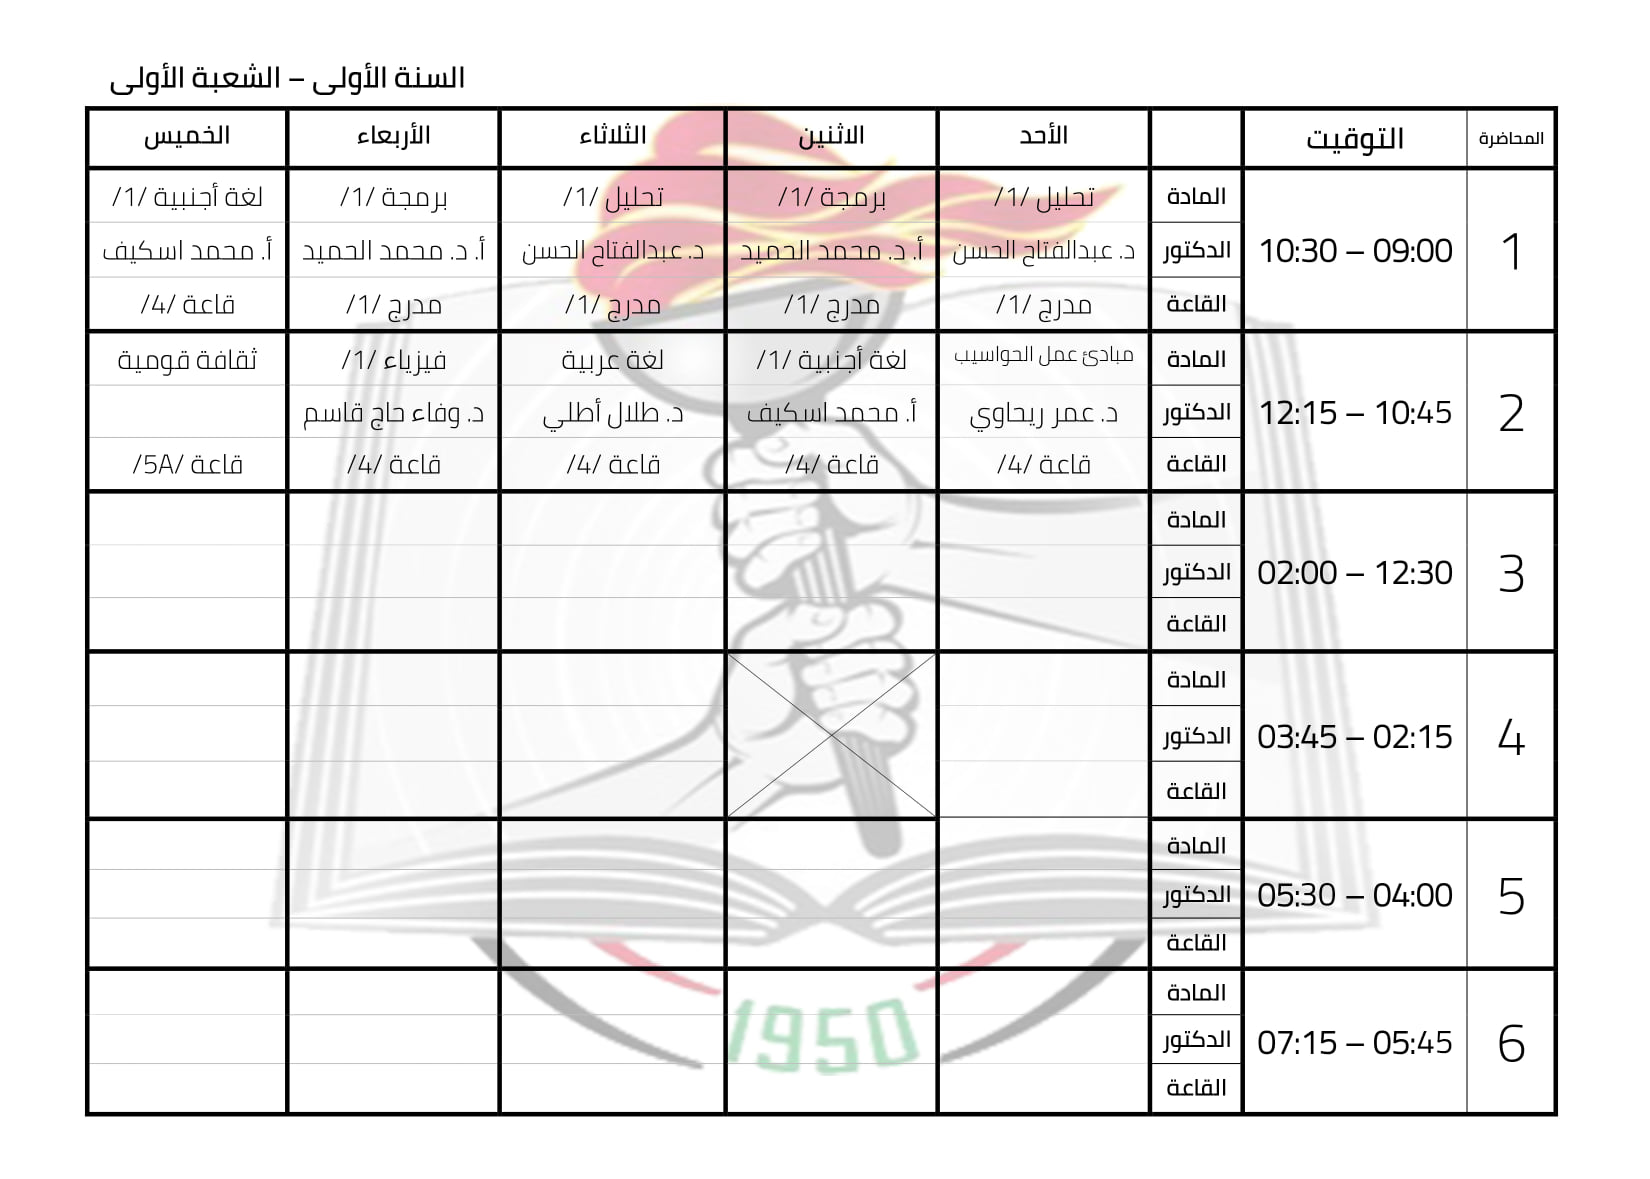 السنة الأولى – الشعبة الأولى
المحاضرة التوقيت الأحد الاثنين الثلاثاء الأربعاء الخميس
1 09:00 – 10:30
المادة تحليل /1/ برمجة /1/ تحليل /1/ برمجة /1/ لغة أجنبية /1/
الدكتور د. عبدالفتاح الحسن أ. د. محمد الحميد د. عبدالفتاح الحسن أ. د. محمد الحميد أ. محمد اسكيف
القاعة مدرج /1/ مدرج /1/ مدرج /1/ مدرج /1/ قاعة /4/
2 10:45 – 12:15
المادة مبادئ عمل الحواسيب لغة أجنبية /1/ لغة عربية فيزياء /1/ ثقافة قومية
الدكتور د. عمر ريحاوي أ. محمد اسكيف د. طلال أطلي د. وفاء حاج قاسم
القاعة قاعة /4/ قاعة /4/ قاعة /4/ قاعة /4/ قاعة /5A/
3 12:30 – 02:00
المادة
الدكتور
القاعة
4 02:15 – 03:45
المادة
الدكتور
القاعة
5 04:00 – 05:30
المادة
الدكتور
القاعة
6 05:45 – 07:15
المادة
الدكتور
القاعة
1950